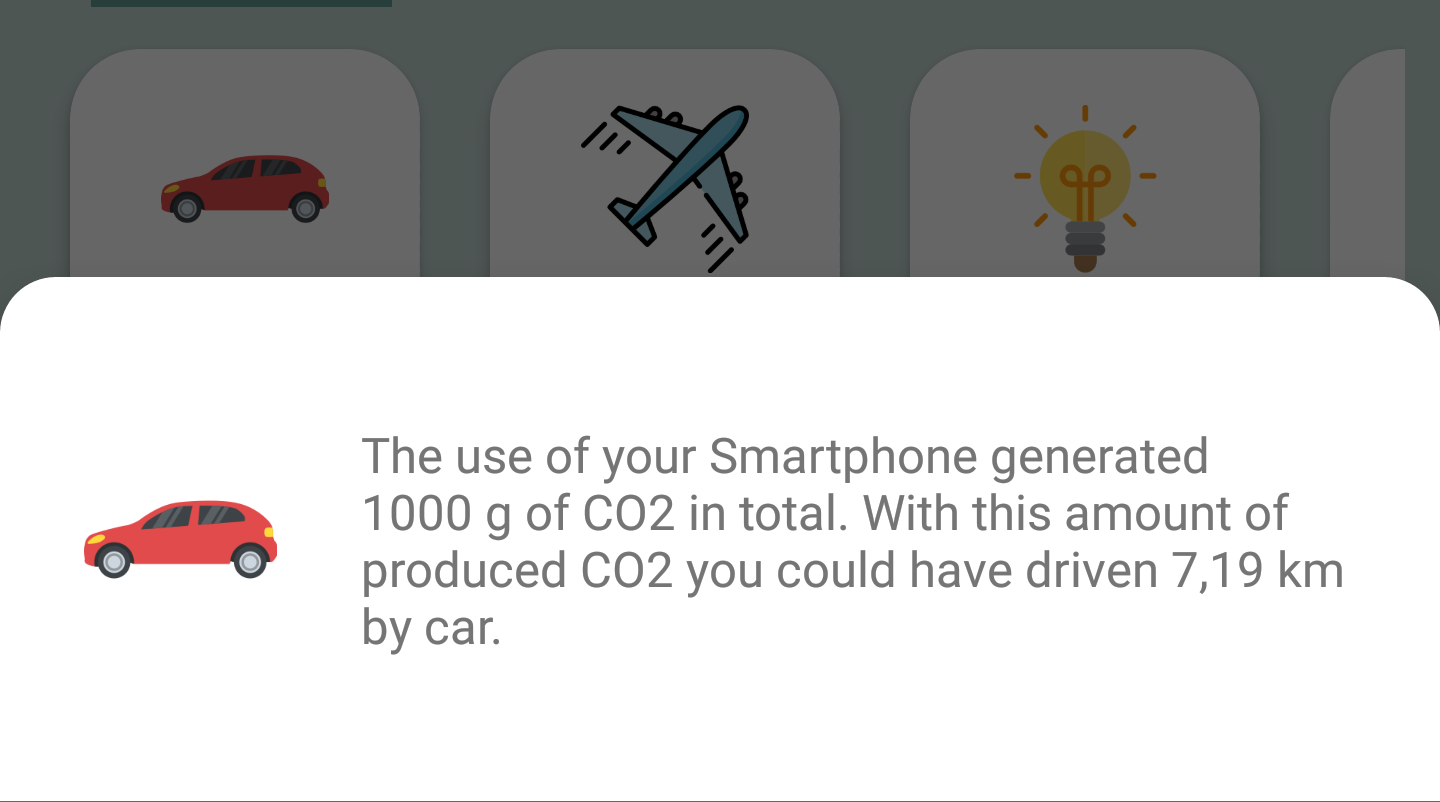 The use of your Smartphone generated
1000 g of CO2 in total. With this amount of
produced CO2 you could have driven 7,19 km
by car.